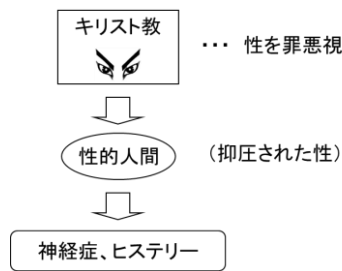 キリスト教
… 性を罪悪視
性的人間
(抑圧された性)
神経症、ヒステリー